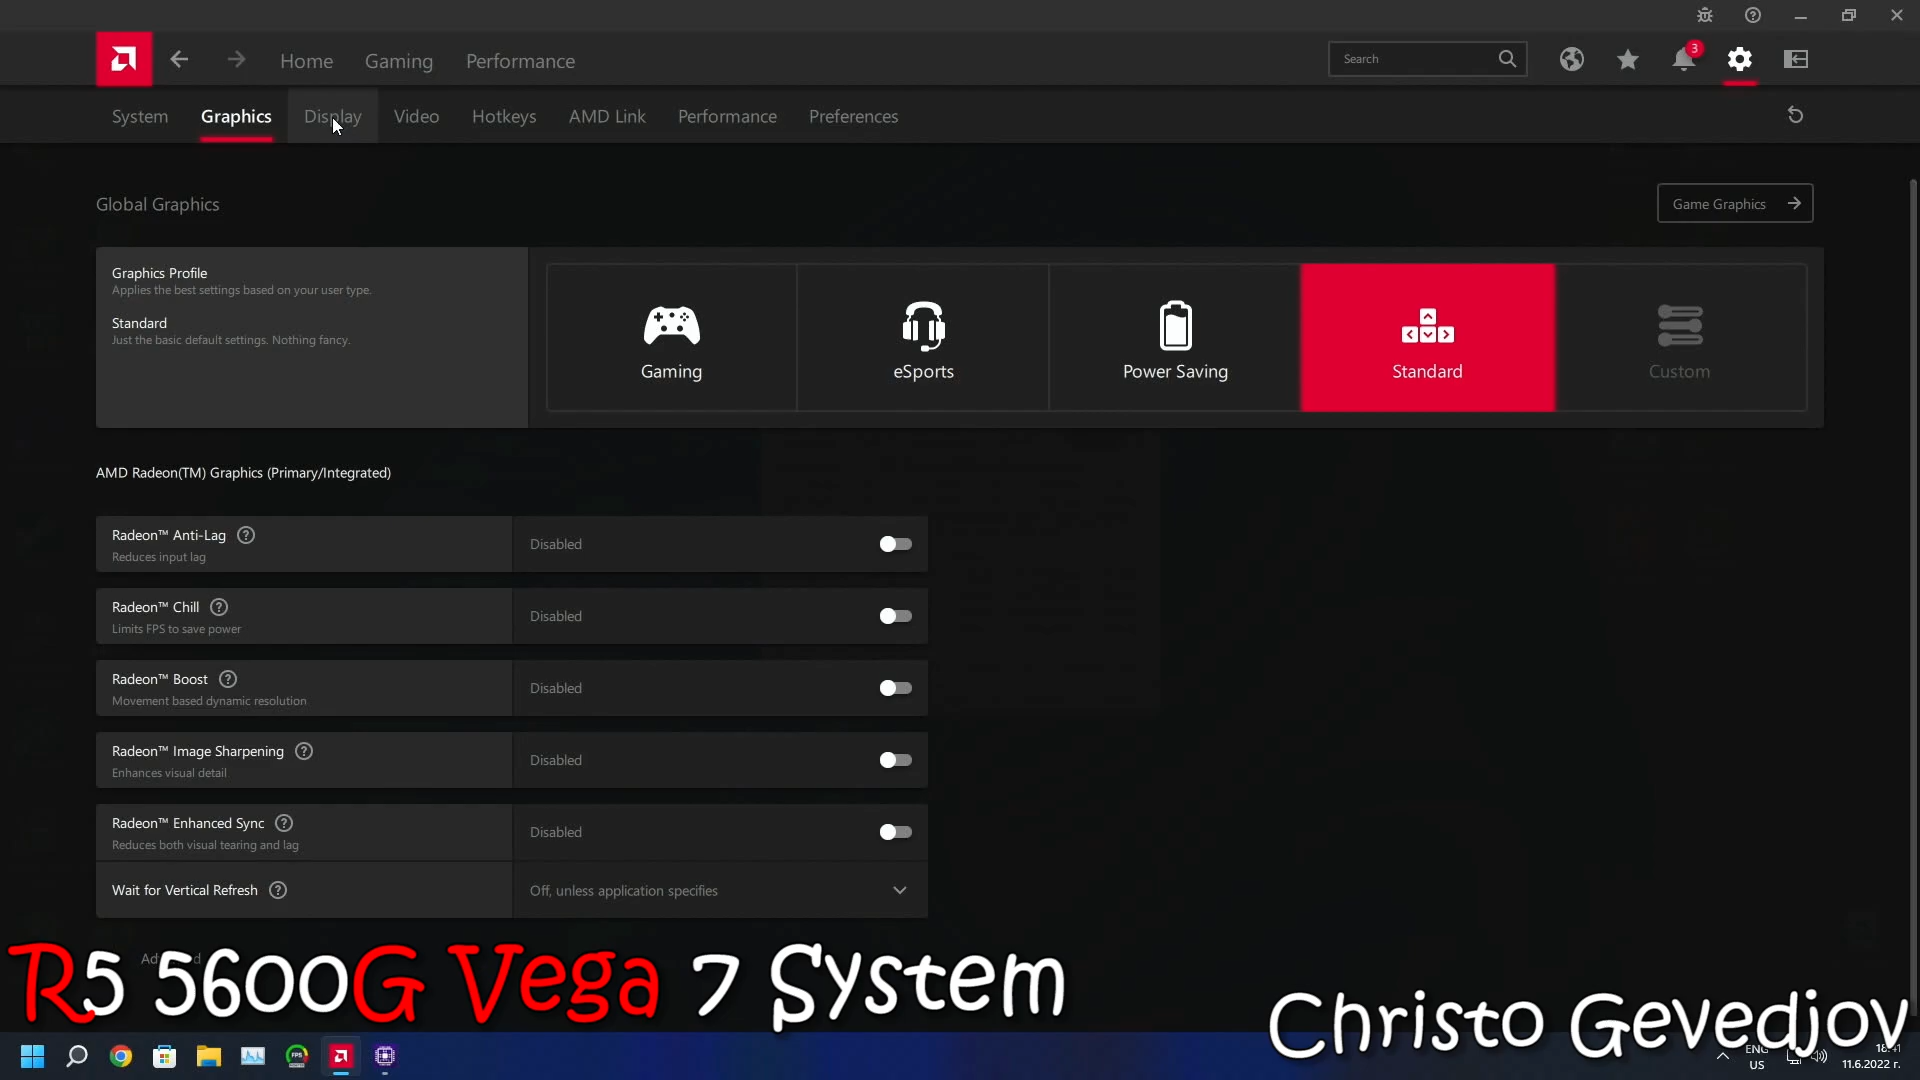 Home Gaming Performance Search 3
System Graphics Display Video Hotkeys AMD Link Performance Preferences
Global Graphics
Game Graphics
Graphics Profile
Applies the best settings based on your user type.
Standard
Just the basic default settings. Nothing fancy.
Gaming
eSports
Power Saving
Standard
Custom
AMD Radeon(TM) Graphics (Primary/Integrated)
Radeon™ Anti-Lag
Reduces input lag
Disabled
Radeon™ Chill
Limits FPS to save power
Disabled
Radeon™ Boost
Movement based dynamic resolution
Disabled
Radeon™ Image Sharpening
Enhances visual detail
Disabled
Radeon™ Enhanced Sync
Reduces both visual tearing and lag
Disabled
Wait for Vertical Refresh
Off, unless application specifies
R5 5600G Vega 7 System
Christo Gevedjov
FPS
ENG
US
11.6.2022 г.